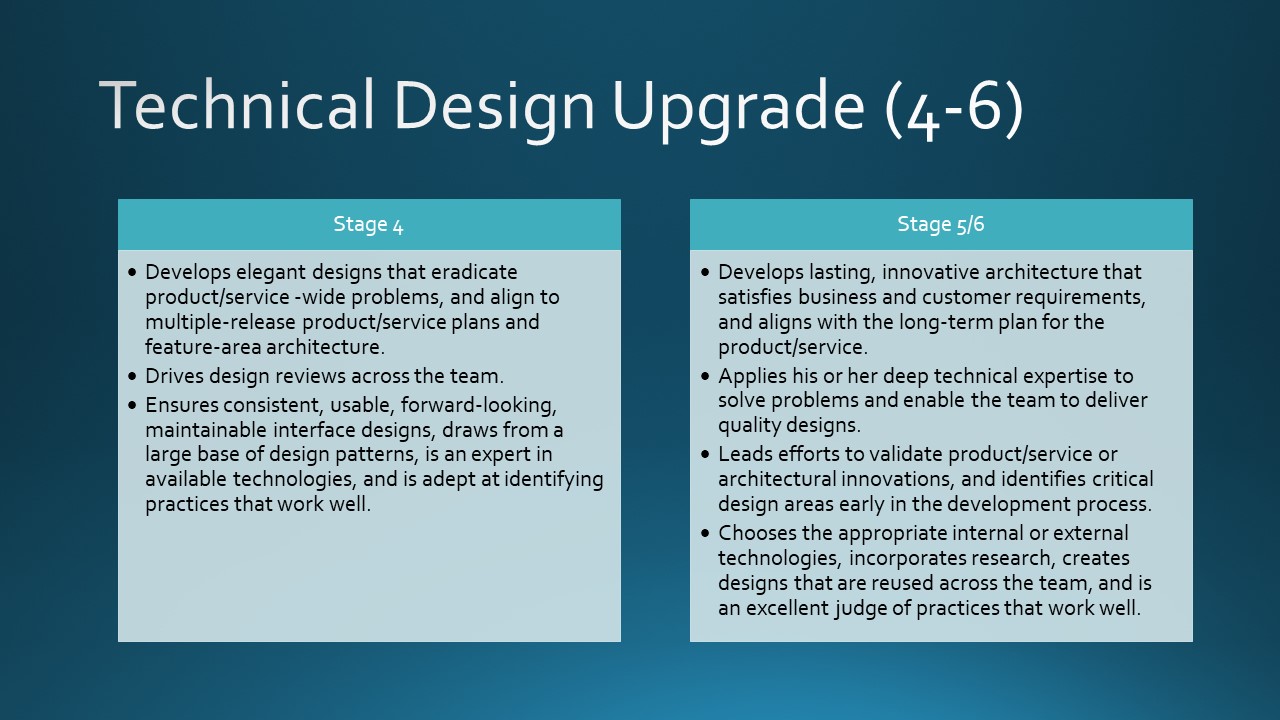 Technical Design Upgrade (4-6)
Stage 4
• Develops elegant designs that eradicate
product/service -wide problems, and align to
multiple-release product/service plans and
feature-area architecture.
• Drives design reviews across the team.
• Ensures consistent, usable, forward-looking,
maintainable interface designs, draws from a
large base of design patterns, is an expert in
available technologies, and is adept at identifying
practices that work well.
Stage 5/6
• Develops lasting, innovative architecture that
satisfies business and customer requirements,
and aligns with the long-term plan for the
product/service.
• Applies his or her deep technical expertise to
solve problems and enable the team to deliver
quality designs.
• Leads efforts to validate product/service or
architectural innovations, and identifies critical
design areas early in the development process.
• Chooses the appropriate internal or external
technologies, incorporates research, creates
designs that are reused across the team, and is
an excellent judge of practices that work well.